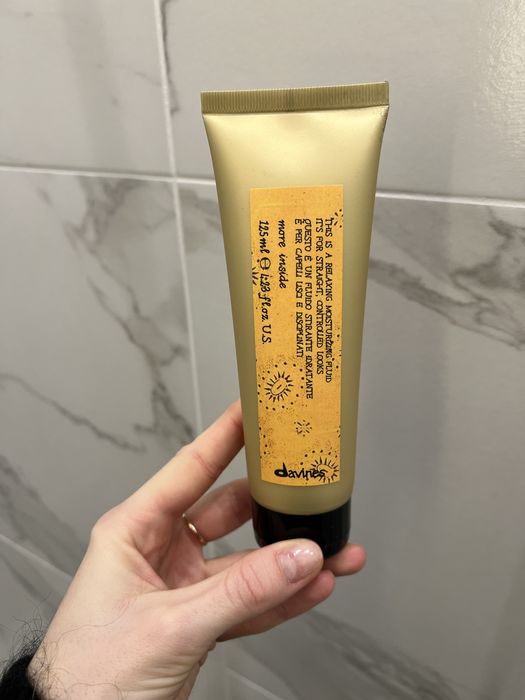 THIS IS A RELAXING MOISTURIZING FLUID
IT'S FOR STRAIGHT, CONTROLLED LOOKS
QUESTO È UN FLUIDO STIRANTE IDRATANTE
È PER CAPELLI LISCI E DISCIPLINATI
more inside
125 ml ℮ 4.23 fl.oz. U.S.
davines